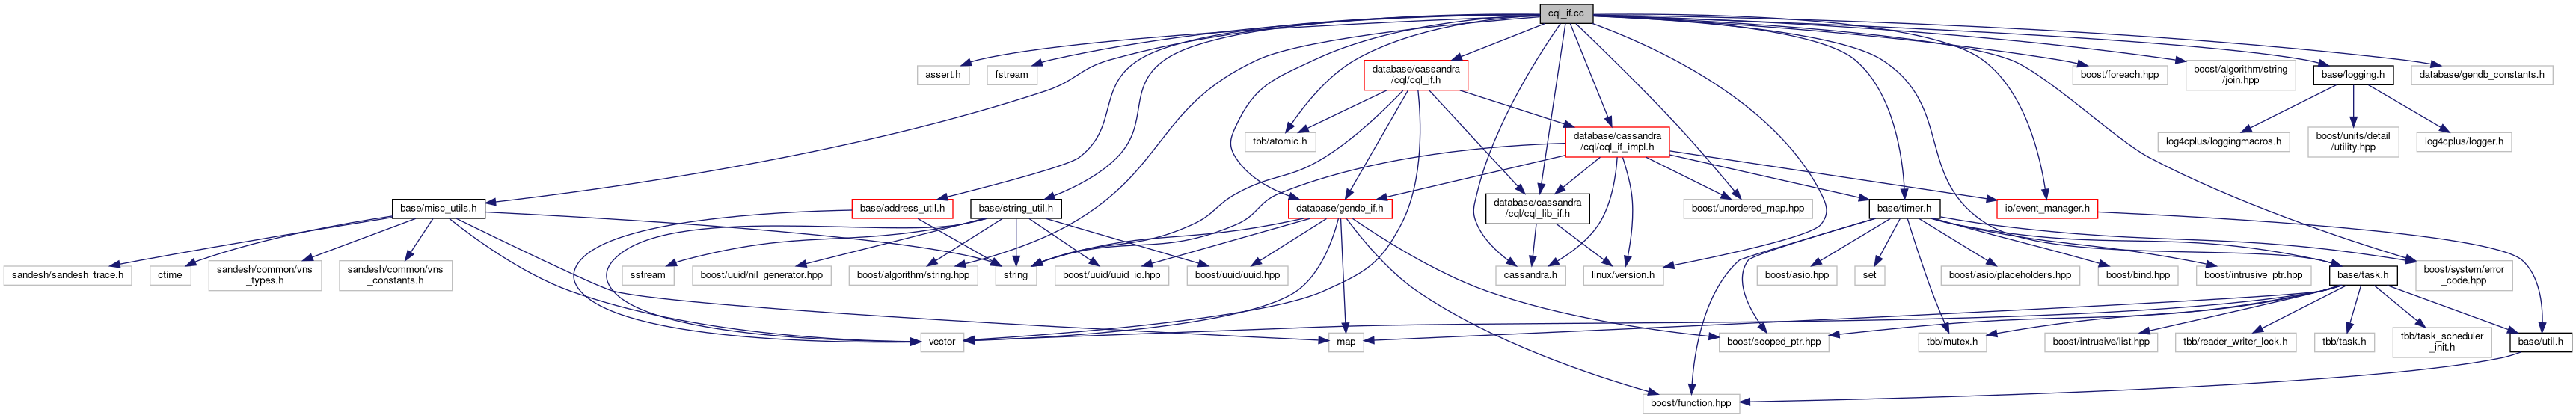 cql_if.cc
assert.h
fstream
database/cassandra
/cql/cql_if.h
boost/foreach.hpp
boost/algorithm/string
/join.hpp
base/logging.h
database/gendb_constants.h
tbb/atomic.h
database/cassandra
/cql/cql_if_impl.h
log4cplus/loggingmacros.h
boost/units/detail
/utility.hpp
log4cplus/logger.h
base/misc_utils.h
base/address_util.h
base/string_util.h
database/gendb_if.h
database/cassandra
/cql/cql_lib_if.h
boost/unordered_map.hpp
base/timer.h
io/event_manager.h
sandesh/sandesh_trace.h
ctime
sandesh/common/vns
_types.h
sandesh/common/vns
_constants.h
sstream
boost/uuid/nil_generator.hpp
boost/algorithm/string.hpp
string
boost/uuid/uuid_io.hpp
boost/uuid/uuid.hpp
cassandra.h
linux/version.h
boost/asio.hpp
set
boost/asio/placeholders.hpp
boost/bind.hpp
boost/intrusive_ptr.hpp
base/task.h
boost/system/error
_code.hpp
vector
map
boost/scoped_ptr.hpp
tbb/mutex.h
boost/intrusive/list.hpp
tbb/reader_writer_lock.h
tbb/task.h
tbb/task_scheduler
_init.h
base/util.h
boost/function.hpp